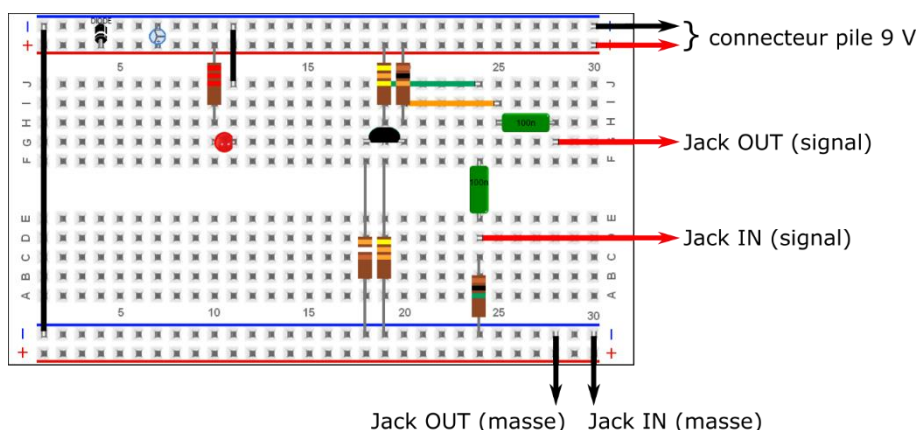 DIODE
− −
+ +
} connecteur pile 9 V
5 10 15 20 25 30
J J
I I
H 100n H
G G
Jack OUT (signal)
F F
100n
E E
D
Jack IN (signal)
C C
B B
A A
5 10 15 20 25 30
− −
+ +
Jack OUT (masse) Jack IN (masse)